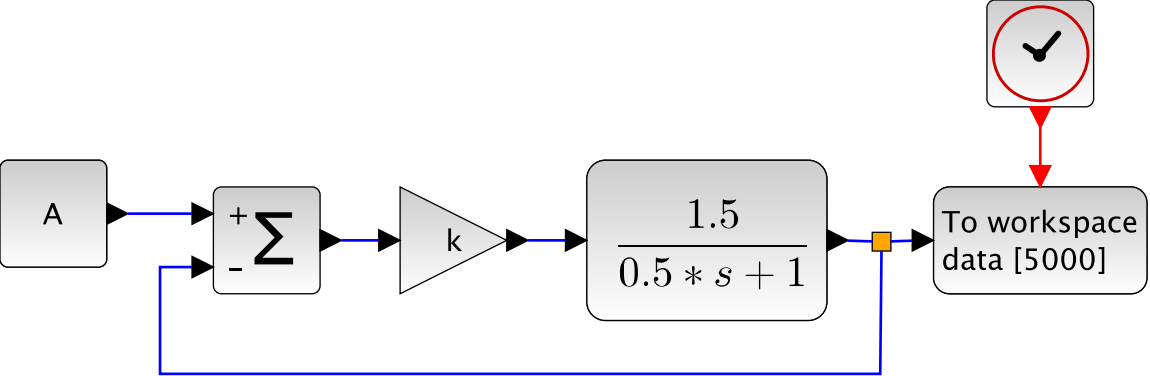 A
+
Σ
-
k
1.5
0.5 * s + 1
To workspace
data [5000]